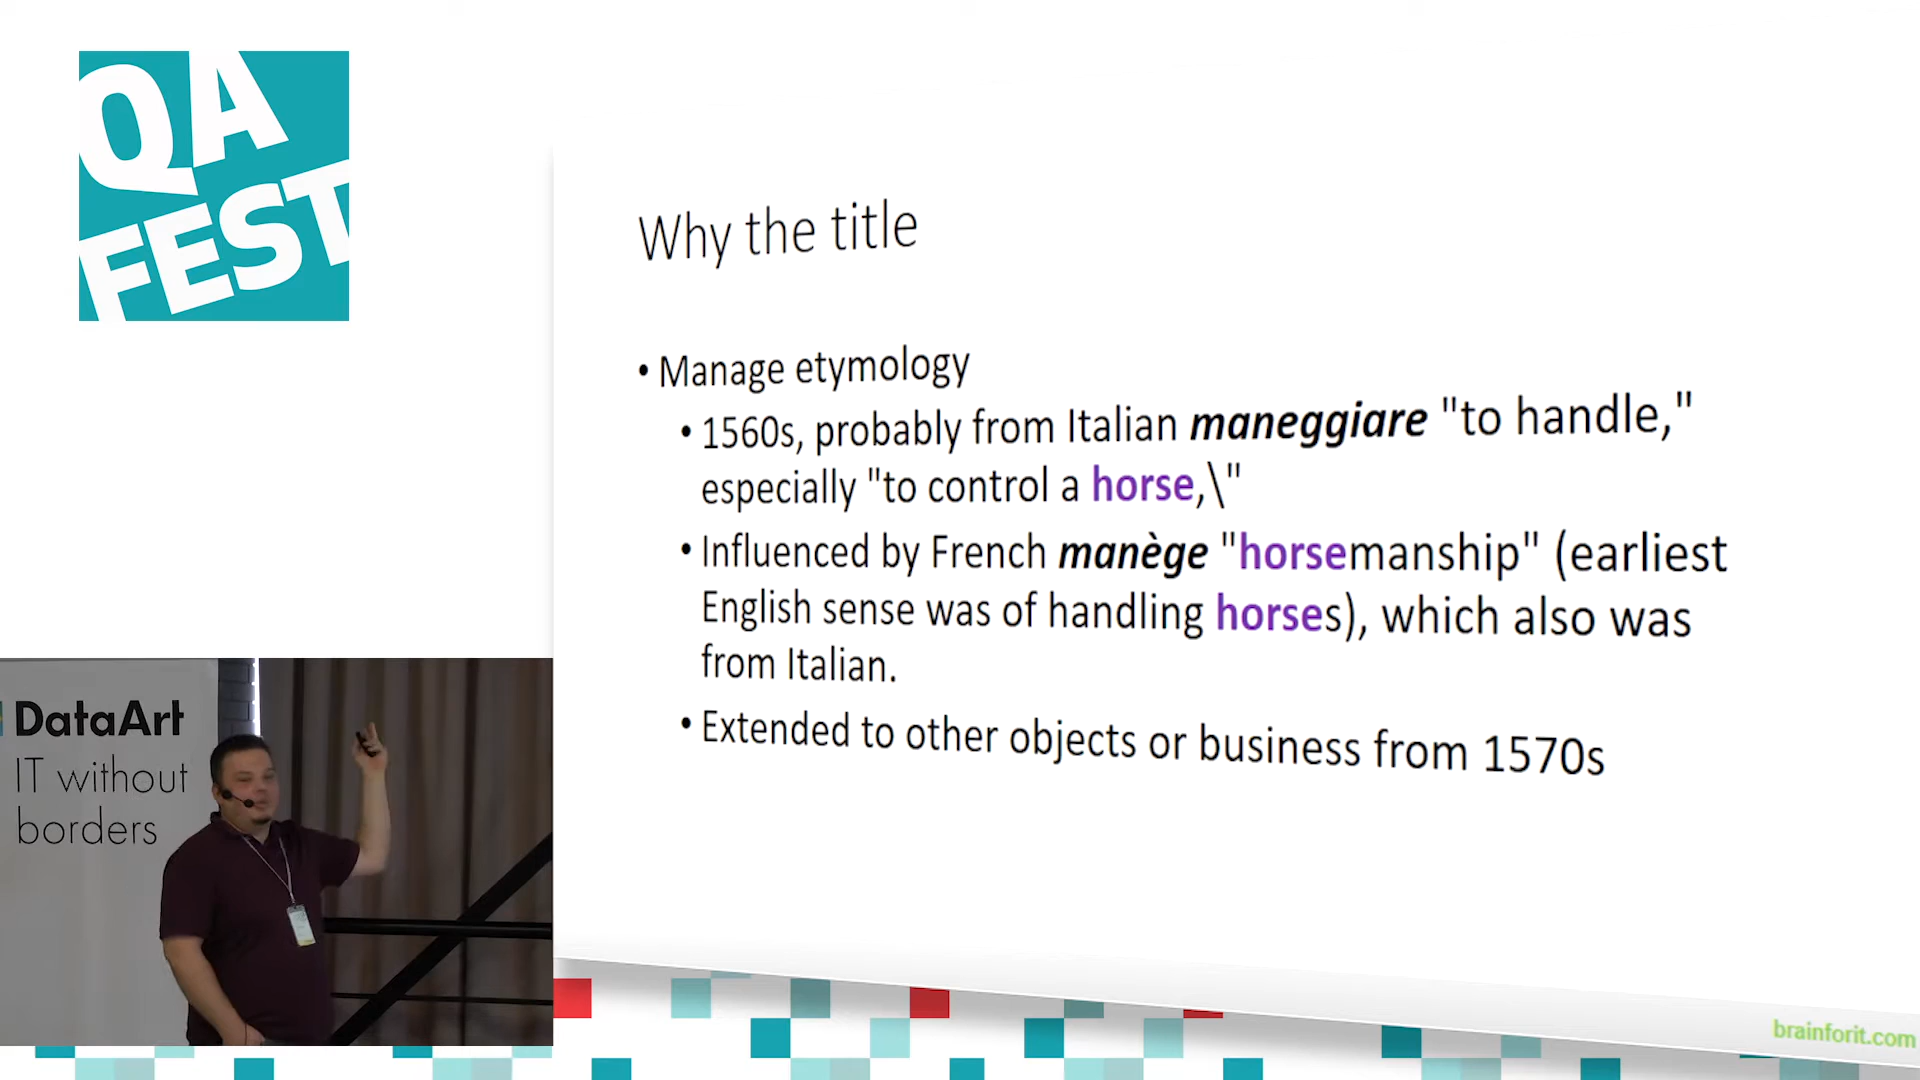 QA
FEST
Why the title
• Manage etymology
• 1560s, probably from Italian maneggiare "to handle,"
especially "to control a horse,\"
• Influenced by French manège "horsemanship" (earliest
English sense was of handling horses), which also was
from Italian.
• Extended to other objects or business from 1570s
DataArt
IT without
borders
brainforit.com